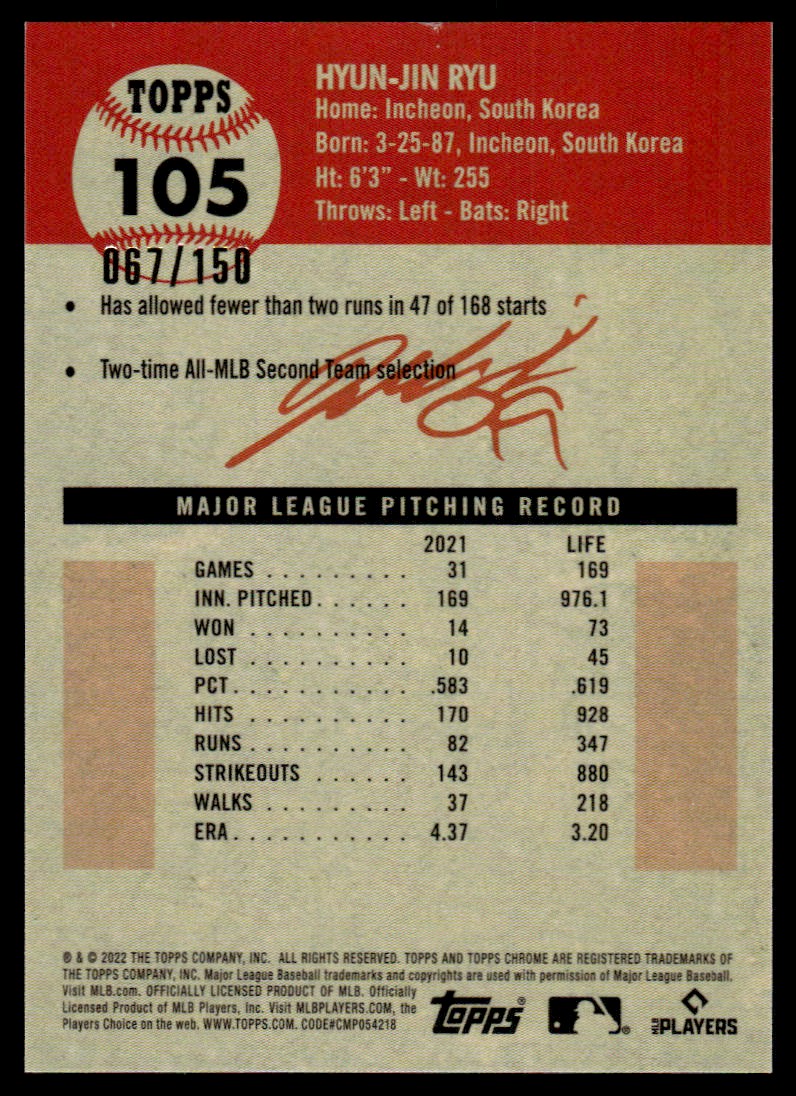 TOPPS
105
067/150
HYUN-JIN RYU
Home: Incheon, South Korea
Born: 3-25-87, Incheon, South Korea
Ht: 6'3" - Wt: 255
Throws: Left - Bats: Right
• Has allowed fewer than two runs in 47 of 168 starts
• Two-time All-MLB Second Team selection
MAJOR LEAGUE PITCHING RECORD
2021 LIFE
GAMES . . . . . . . . . 31 169
INN. PITCHED. . . . . . 169 976.1
WON . . . . . . . . . . 14 73
LOST . . . . . . . . . . 10 45
PCT. . . . . . . . . . . .583 .619
HITS . . . . . . . . . . 170 928
RUNS . . . . . . . . . . 82 347
STRIKEOUTS . . . . . . 143 880
WALKS . . . . . . . . . 37 218
ERA. . . . . . . . . . . 4.37 3.20
® & © 2022 THE TOPPS COMPANY, INC. ALL RIGHTS RESERVED. TOPPS AND TOPPS CHROME ARE REGISTERED TRADEMARKS OF
THE TOPPS COMPANY, INC. Major League Baseball trademarks and copyrights are used with permission of Major League Baseball.
Visit MLB.com. OFFICIALLY LICENSED PRODUCT OF MLB. Officially
Licensed Product of MLB Players, Inc. Visit MLBPLAYERS.COM, the
Players Choice on the web. WWW.TOPPS.COM. CODE#CMP054218
topps®
MLB PLAYERS